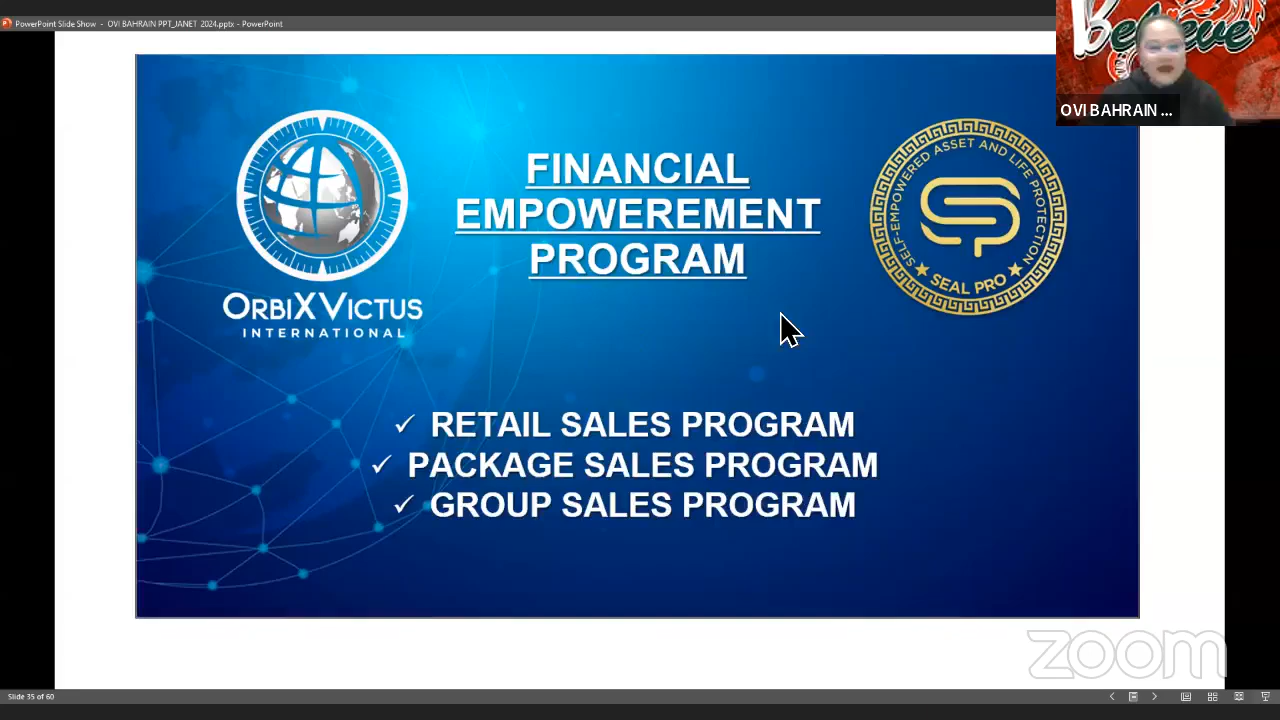 PowerPoint Slide Show - OVI BAHRAIN PPT_JANET 2024.pptx - PowerPoint
Believe
OVI BAHRAIN ...
FINANCIAL
EMPOWEREMENT
PROGRAM
ORBIXVICTUS
INTERNATIONAL
SELF-EMPOWERED ASSET AND LIFE PROTECTION
SP
SEAL PRO
✓ RETAIL SALES PROGRAM
✓ PACKAGE SALES PROGRAM
✓ GROUP SALES PROGRAM
zoom
Slide 35 of 60